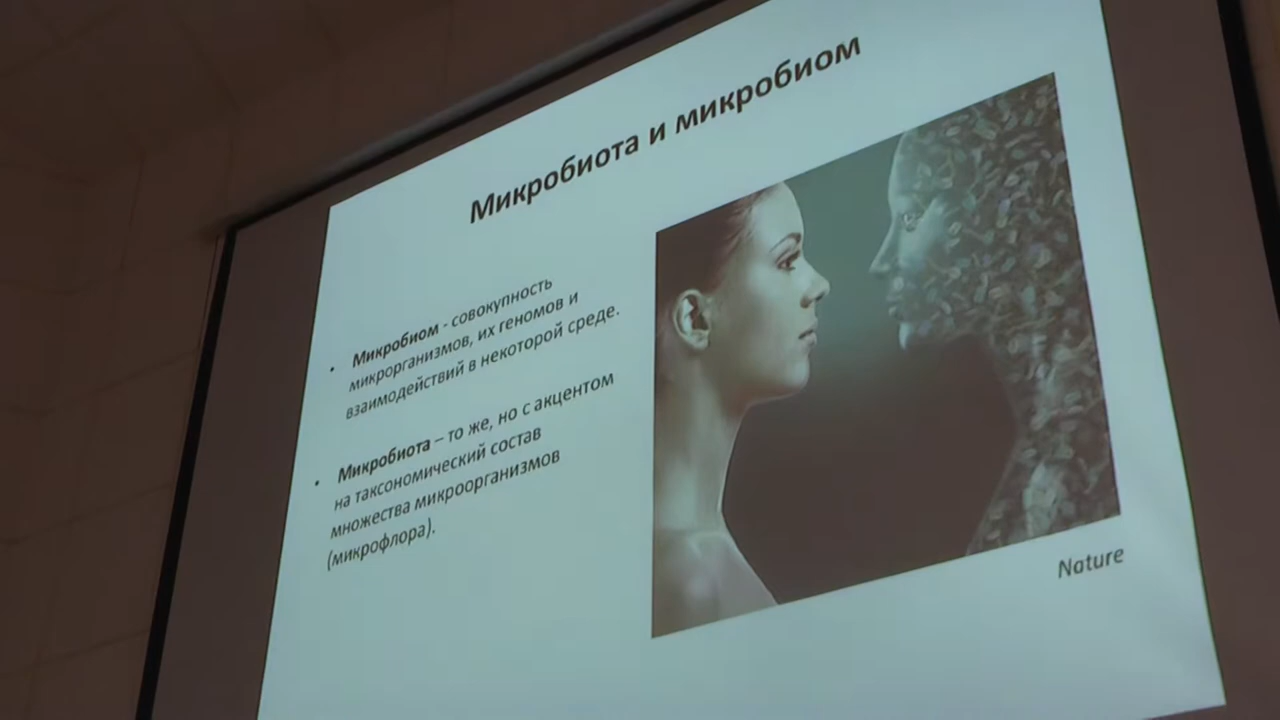 Микробиота и микробиом
• Микробиом - совокупность
микрорганизмов, их геномов и
взаимодействий в некоторой среде.
• Микробиота – то же, но с акцентом
на таксономический состав
множества микроорганизмов
(микрофлора).
Nature